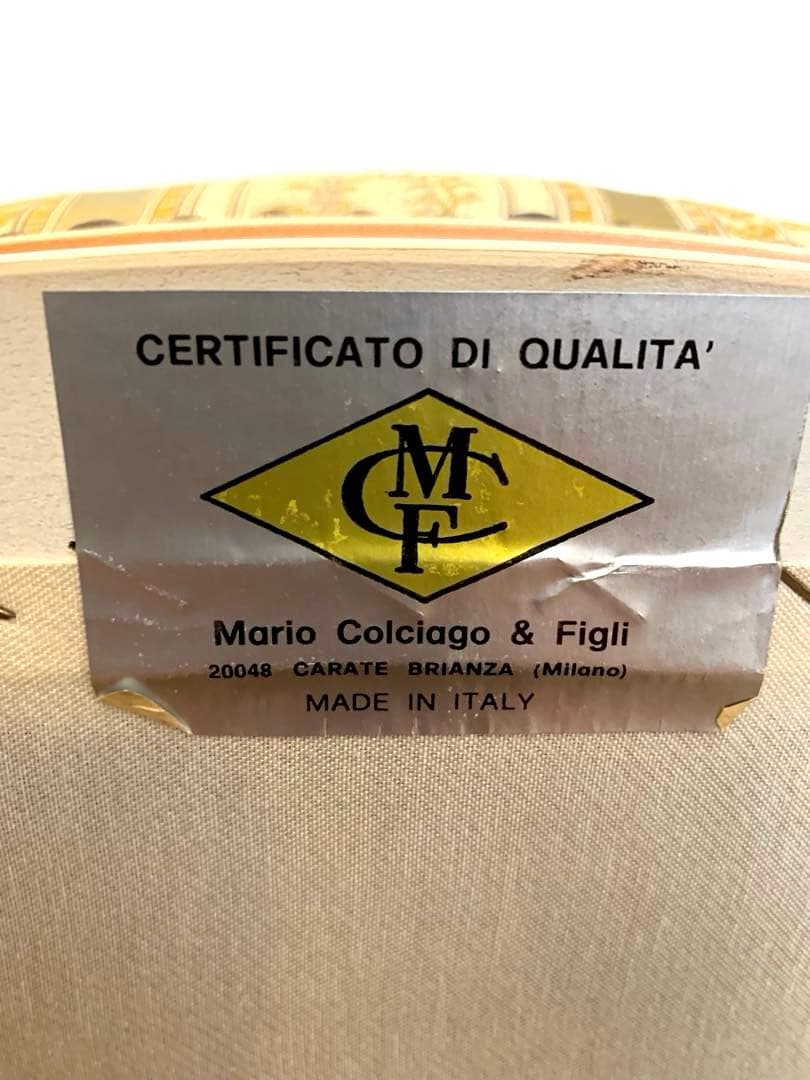 CERTIFICATO DI QUALITA'
MCF
Mario Colciago & Figli
20048 CARATE BRIANZA (Milano)
MADE IN ITALY